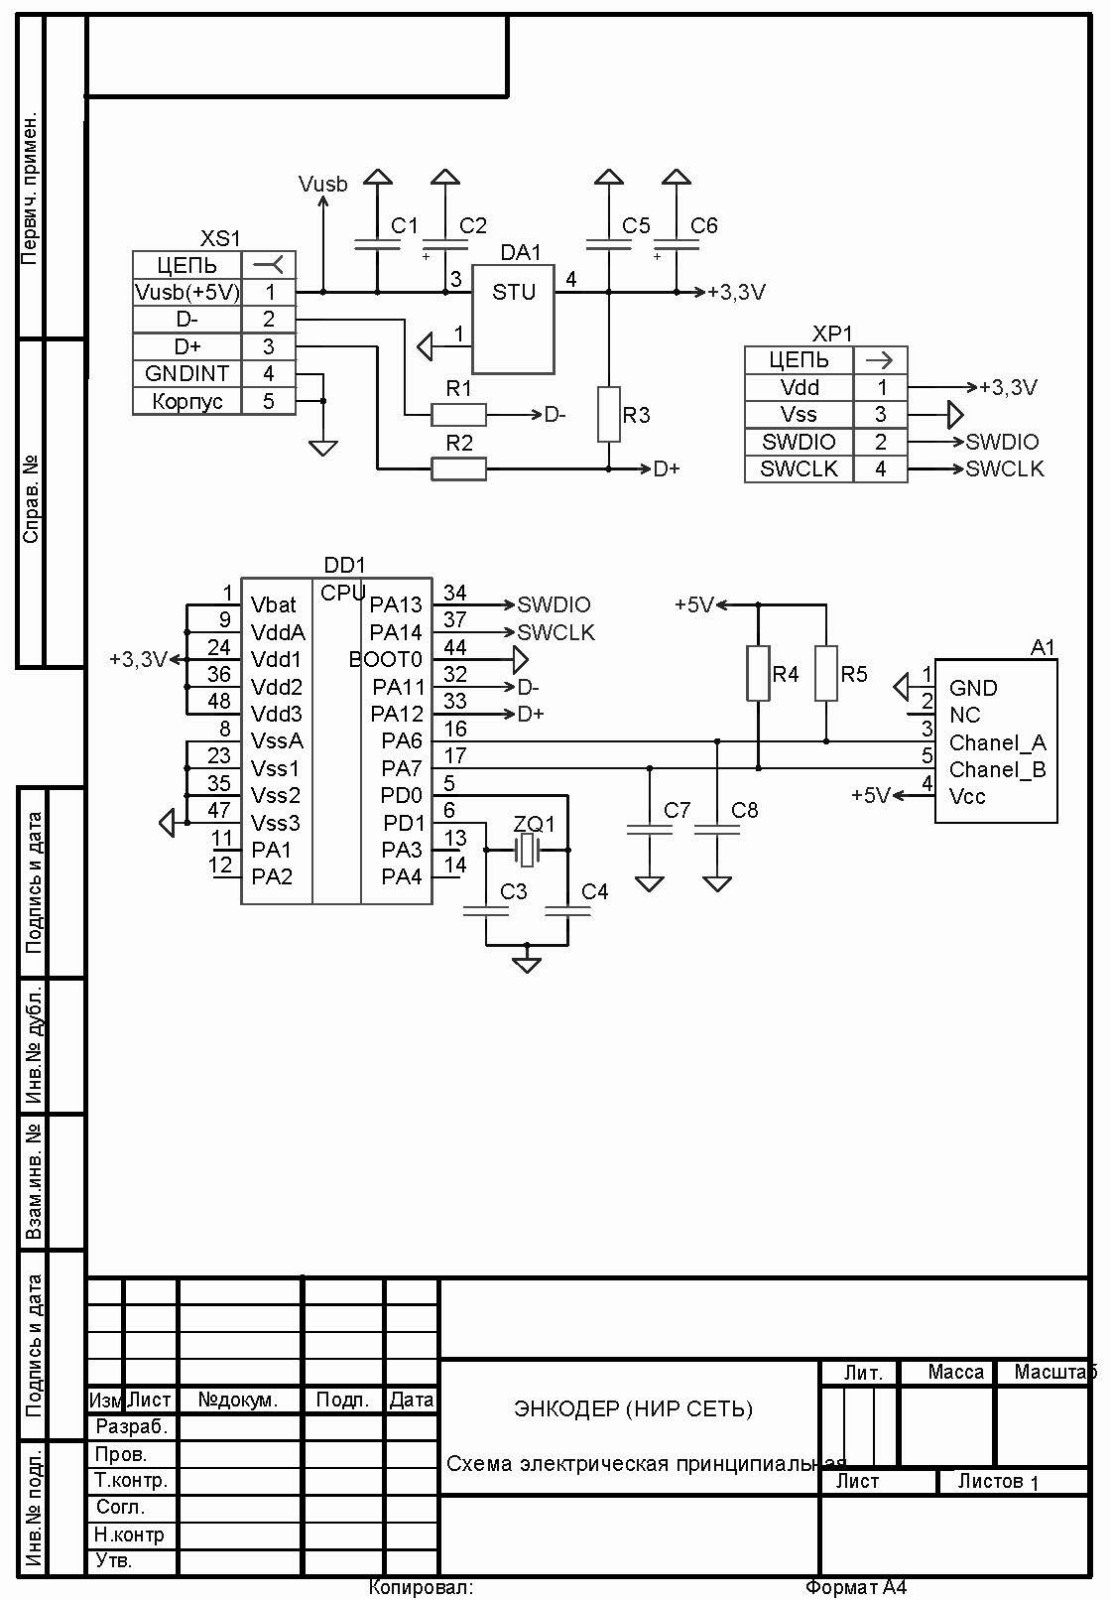 Первич. примен.
Справ. №
Подпись и дата
Инв.№ дубл.
Взам.инв. №
Подпись и дата
Инв.№ подл.
Vusb
C1
C2
C5
C6
XS1
ЦЕПЬ
Vusb(+5V) 1
D- 2
D+ 3
GNDINT 4
Корпус 5
DA1
STU
3
4
1
+3,3V
R1
D-
R2
R3
D+
XP1
ЦЕПЬ
Vdd 1 +3,3V
Vss 3
SWDIO 2 SWDIO
SWCLK 4 SWCLK
DD1
CPU
1 Vbat PA13 34 SWDIO
9 VddA PA14 37 SWCLK
+3,3V 24 Vdd1 BOOT0 44
36 Vdd2 PA11 32 D-
48 Vdd3 PA12 33 D+
8 VssA PA6 16
23 Vss1 PA7 17
35 Vss2 PD0 5
47 Vss3 PD1 6
11 PA1 PA3 13
12 PA2 PA4 14
ZQ1
C3
C4
+5V
R4
R5
C7
C8
A1
1 GND
2 NC
3 Chanel_A
5 Chanel_B
+5V 4 Vcc
Изм Лист №докум. Подп. Дата
Разраб.
Пров.
Т.контр.
Согл.
Н.контр
Утв.
ЭНКОДЕР (НИР СЕТЬ)
Схема электрическая принципиальная
Лит. Масса Масштаб
Лист Листов 1
Копировал: Формат А4